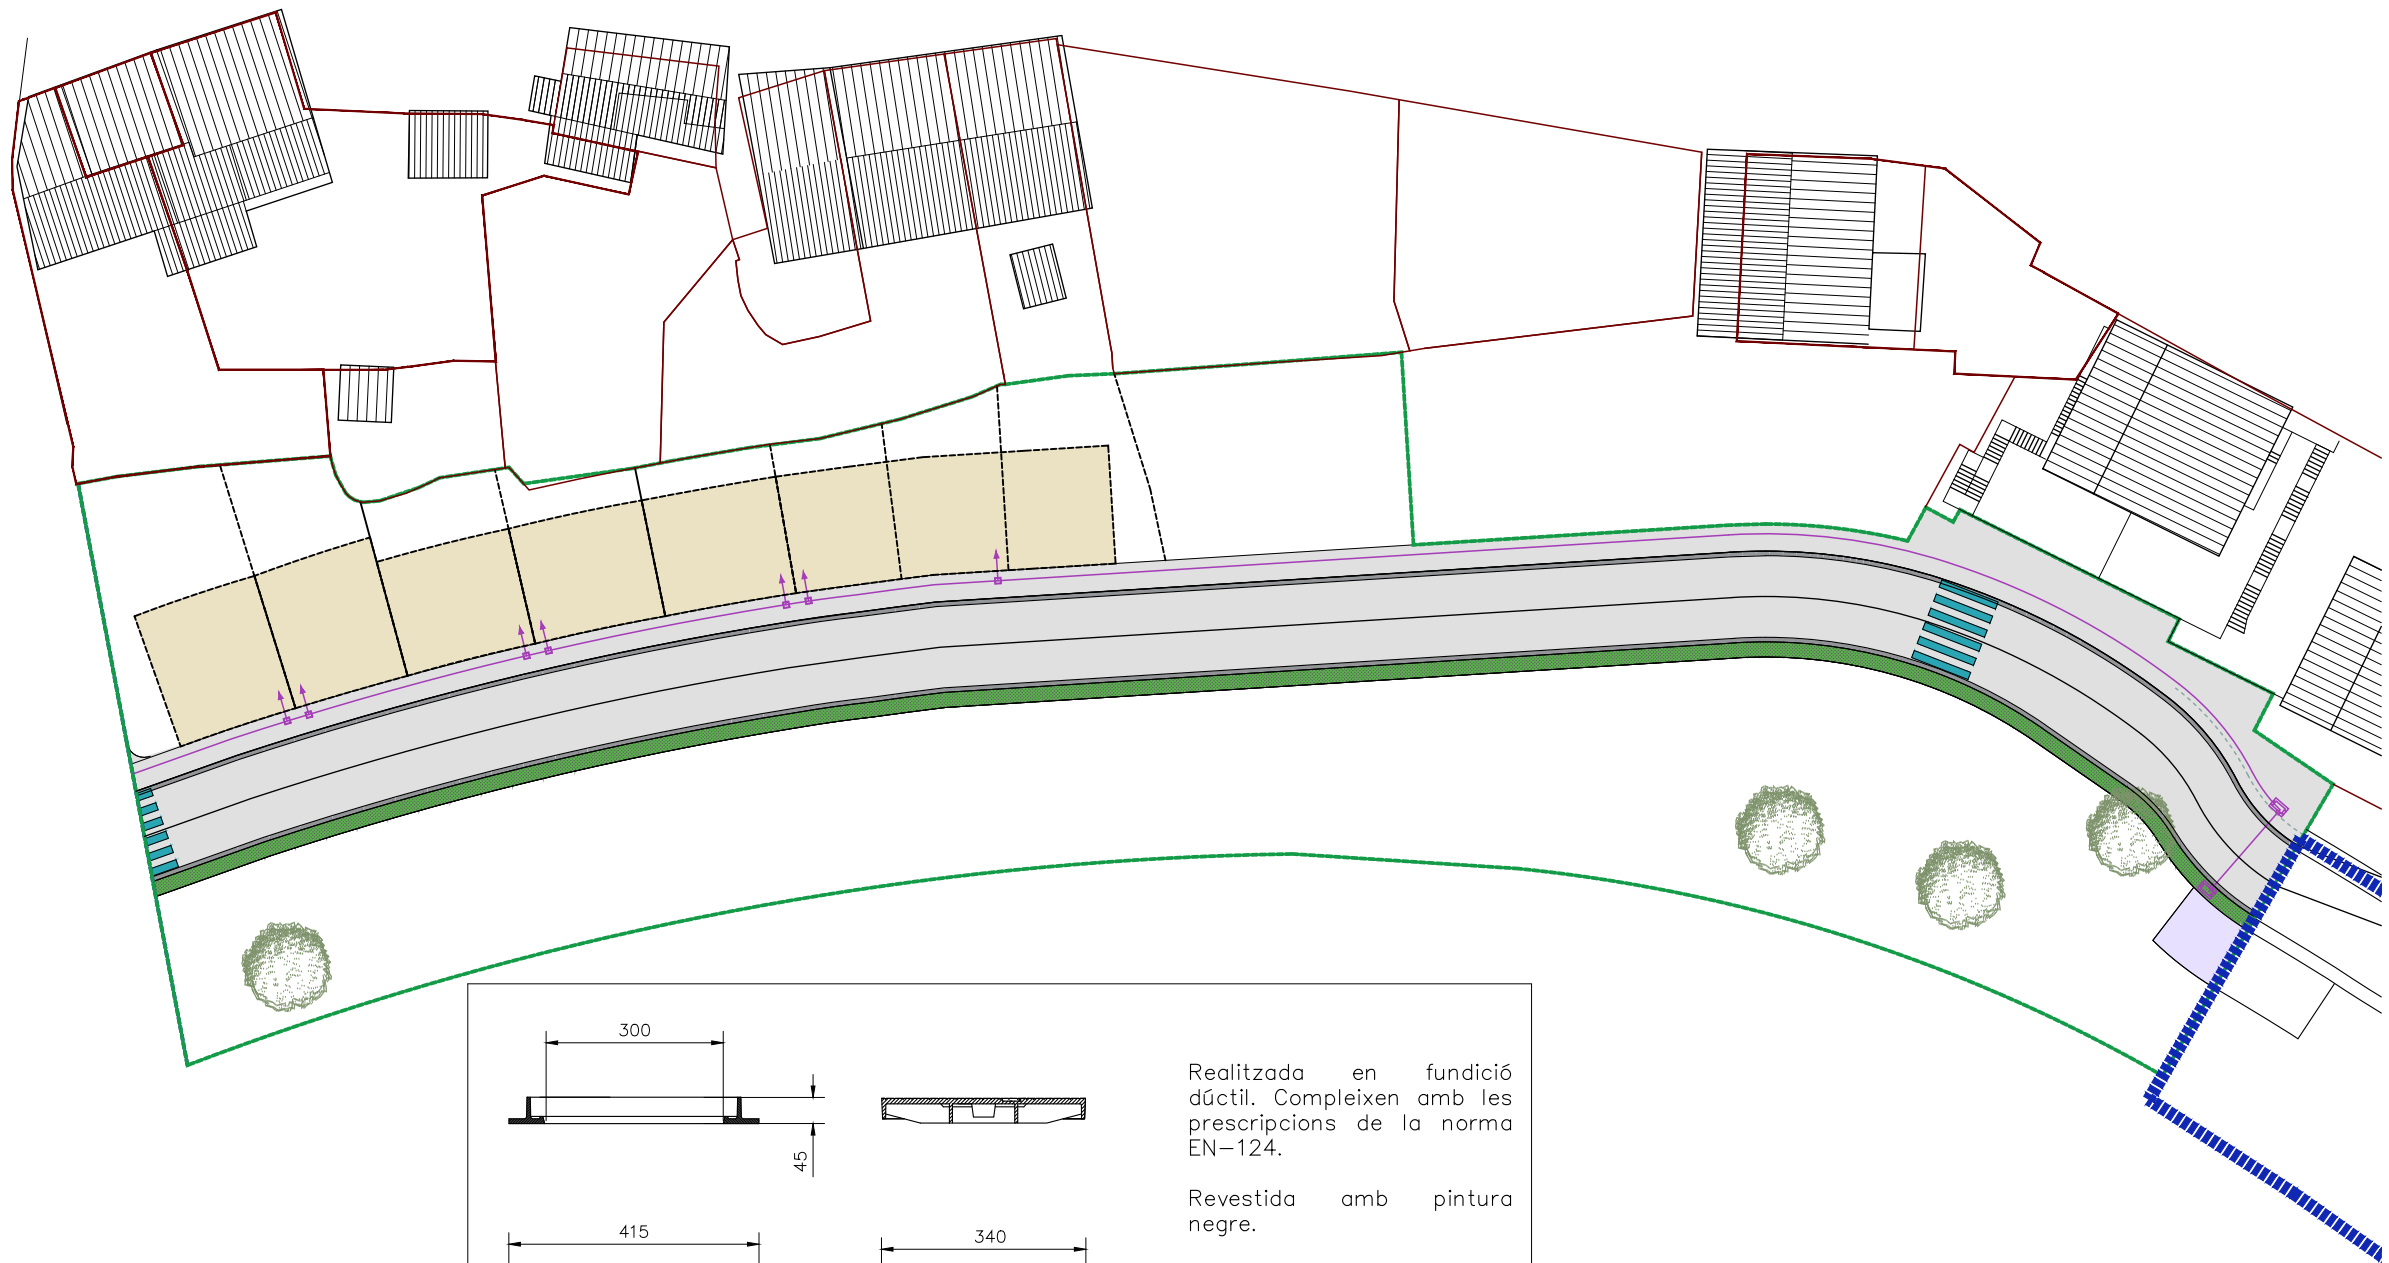 300
45
415
340
Realitzada en fundició
dúctil. Compleixen amb les
prescripcions de la norma
EN-124.
Revestida amb pintura
negre.